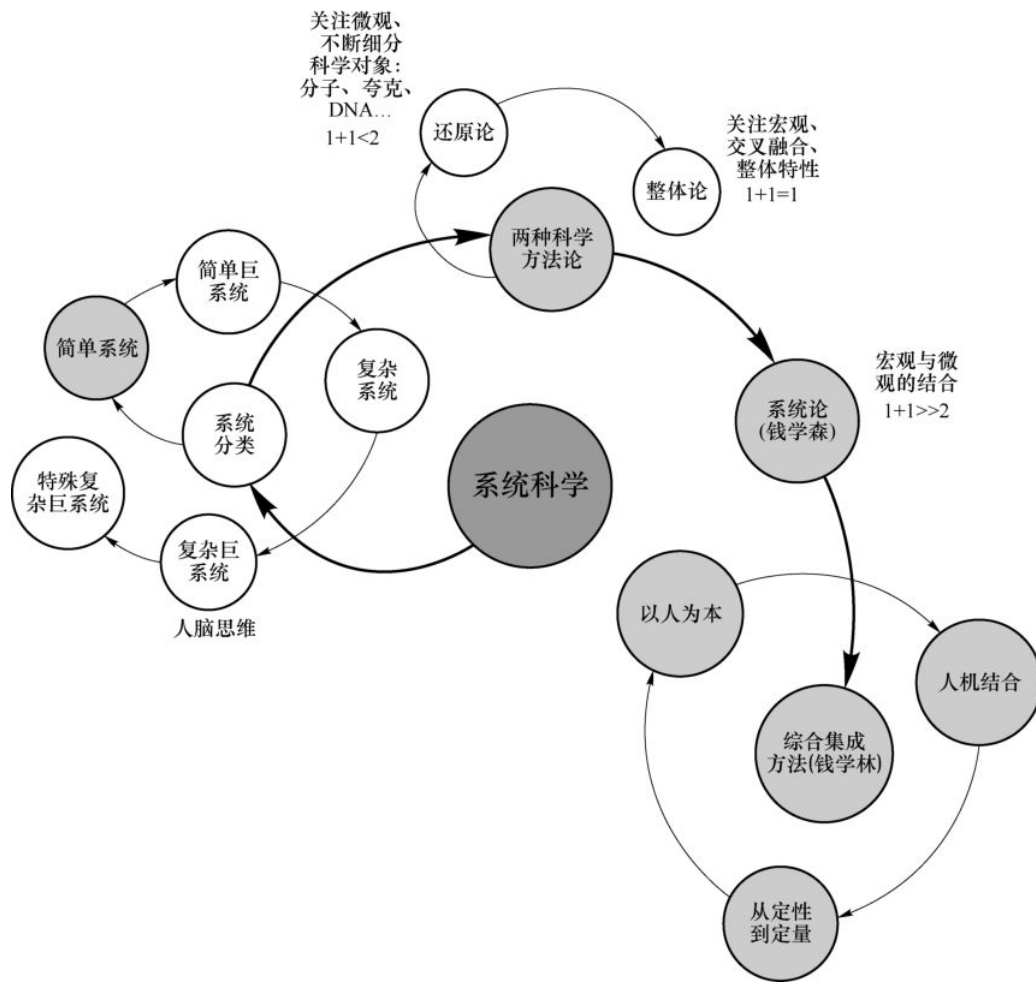 关注微观、
不断细分
科学对象：
分子、夸克、
DNA…
1+1<2
还原论
关注宏观、
交叉融合、
整体特性
1+1=1
整体论
两种科学
方法论
简单巨
系统
简单系统
复杂
系统
系统
分类
特殊复
杂巨系统
复杂巨
系统
人脑思维
系统科学
宏观与微
观的结合
1+1>>2
系统论
(钱学森)
以人为本
人机结合
综合集成
方法(钱学林)
从定性
到定量